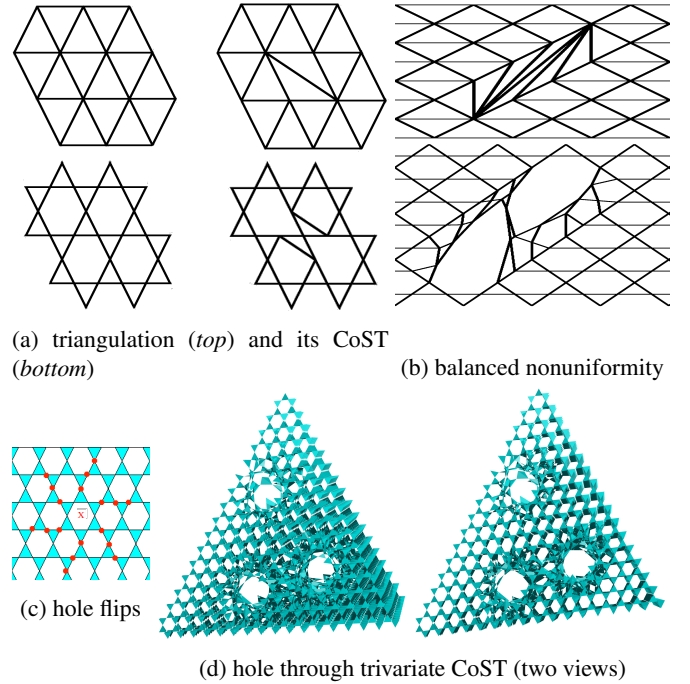 (a) triangulation (top) and its CoST
(bottom)
(b) balanced nonuniformity
x
(c) hole flips
(d) hole through trivariate CoST (two views)